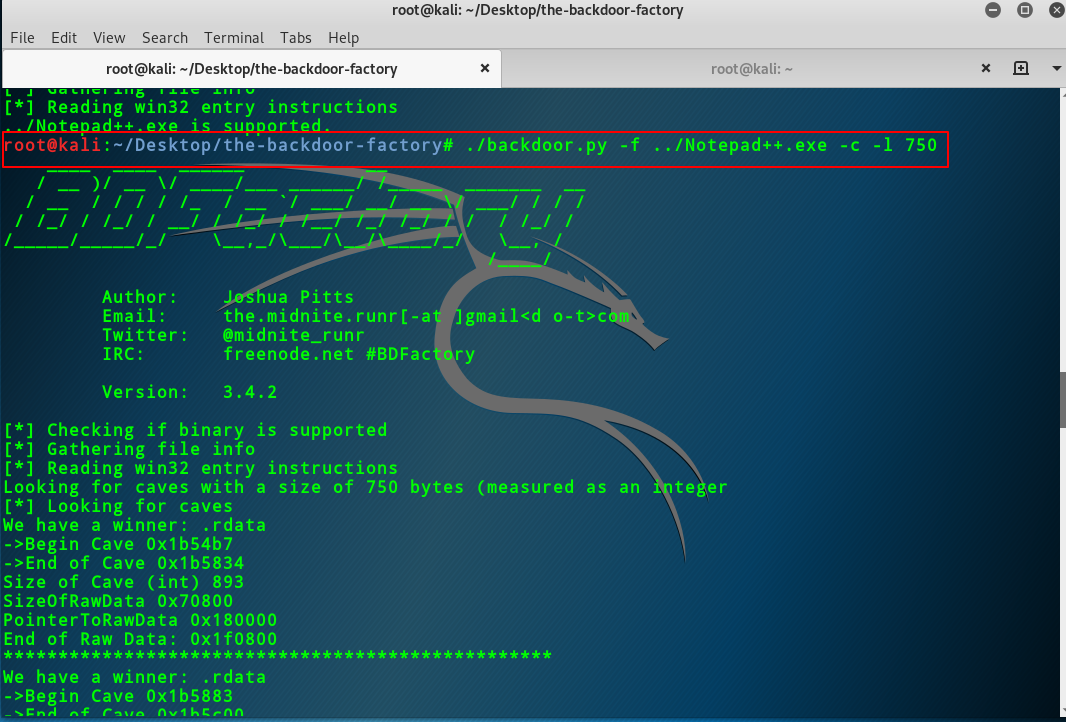 root@kali: ~/Desktop/the-backdoor-factory
File Edit View Search Terminal Tabs Help
root@kali: ~/Desktop/the-backdoor-factory × root@kali: ~ ×
[*] Gathering file info
[*] Reading win32 entry instructions
../Notepad++.exe is supported.
root@kali:~/Desktop/the-backdoor-factory# ./backdoor.py -f ../Notepad++.exe -c -l 750
Author: Joshua Pitts
Email: the.midnite.runr[-at ]gmail<d o-t>com
Twitter: @midnite_runr
IRC: freenode.net #BDFactory
Version: 3.4.2
[*] Checking if binary is supported
[*] Gathering file info
[*] Reading win32 entry instructions
Looking for caves with a size of 750 bytes (measured as an integer
[*] Looking for caves
We have a winner: .rdata
->Begin Cave 0x1b54b7
->End of Cave 0x1b5834
Size of Cave (int) 893
SizeOfRawData 0x70800
PointerToRawData 0x180000
End of Raw Data: 0x1f0800
**************************************************
We have a winner: .rdata
->Begin Cave 0x1b5883
->End of Cave 0x1b5c00